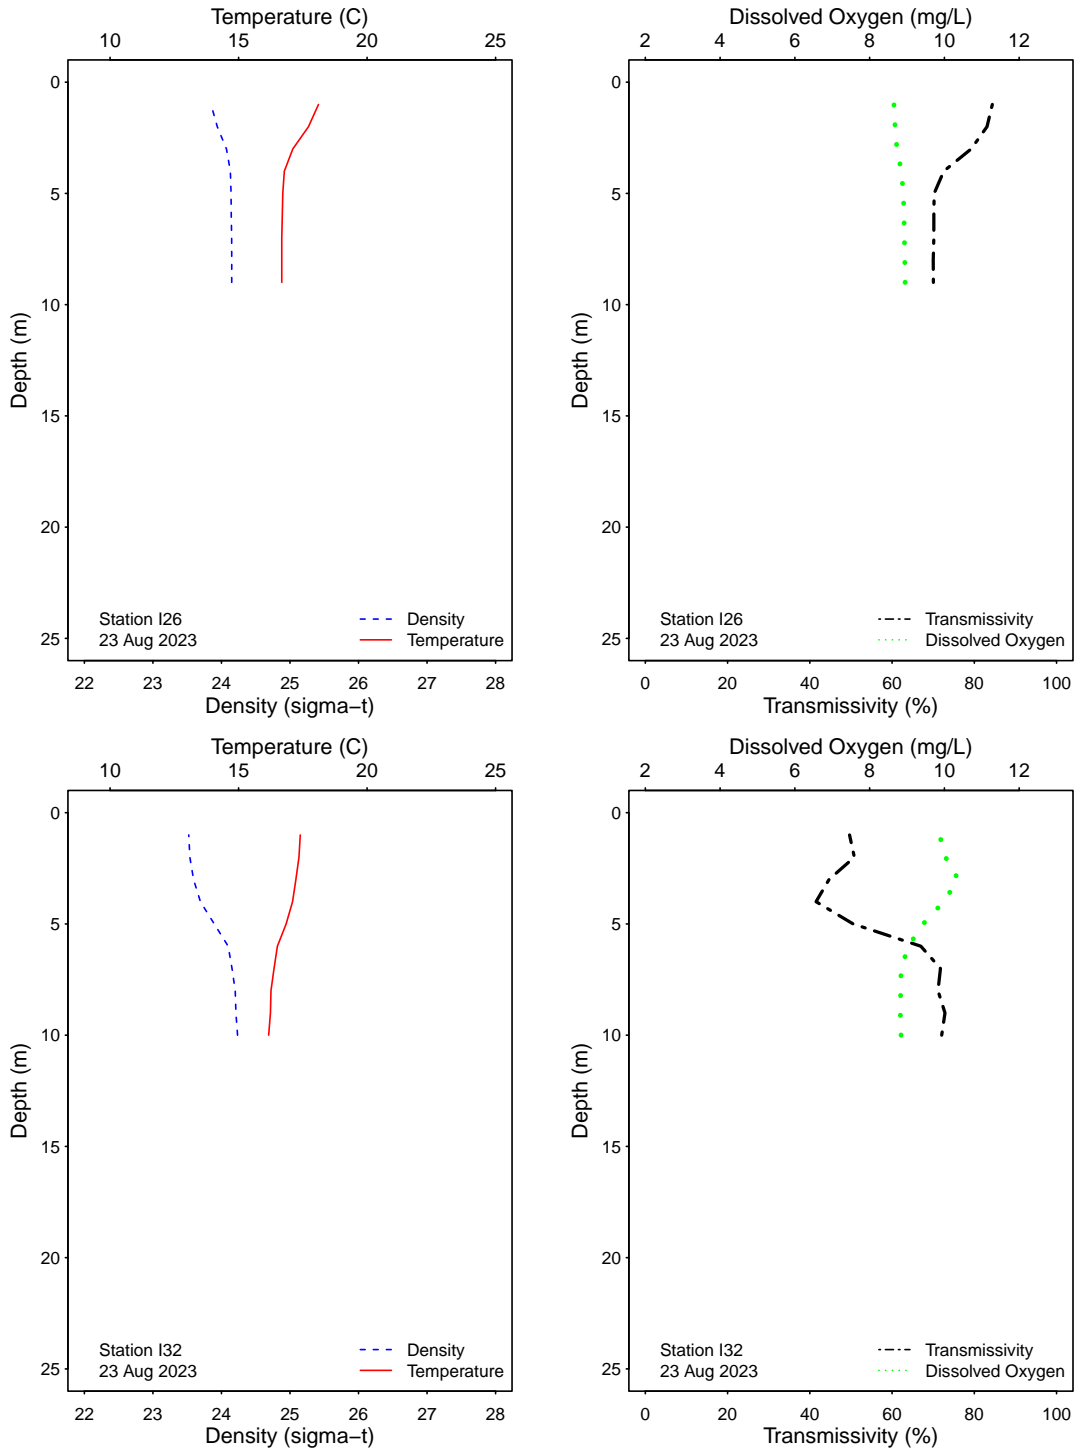 Temperature (C)
10 15 20 25
0
5
10
15
20
25
Depth (m)
Station I26
23 Aug 2023
Density
Temperature
22 23 24 25 26 27 28
Density (sigma−t)
Dissolved Oxygen (mg/L)
2 4 6 8 10 12
0
5
10
15
20
25
Depth (m)
Station I26
23 Aug 2023
Transmissivity
Dissolved Oxygen
0 20 40 60 80 100
Transmissivity (%)
Temperature (C)
10 15 20 25
0
5
10
15
20
25
Depth (m)
Station I32
23 Aug 2023
Density
Temperature
22 23 24 25 26 27 28
Density (sigma−t)
Dissolved Oxygen (mg/L)
2 4 6 8 10 12
0
5
10
15
20
25
Depth (m)
Station I32
23 Aug 2023
Transmissivity
Dissolved Oxygen
0 20 40 60 80 100
Transmissivity (%)